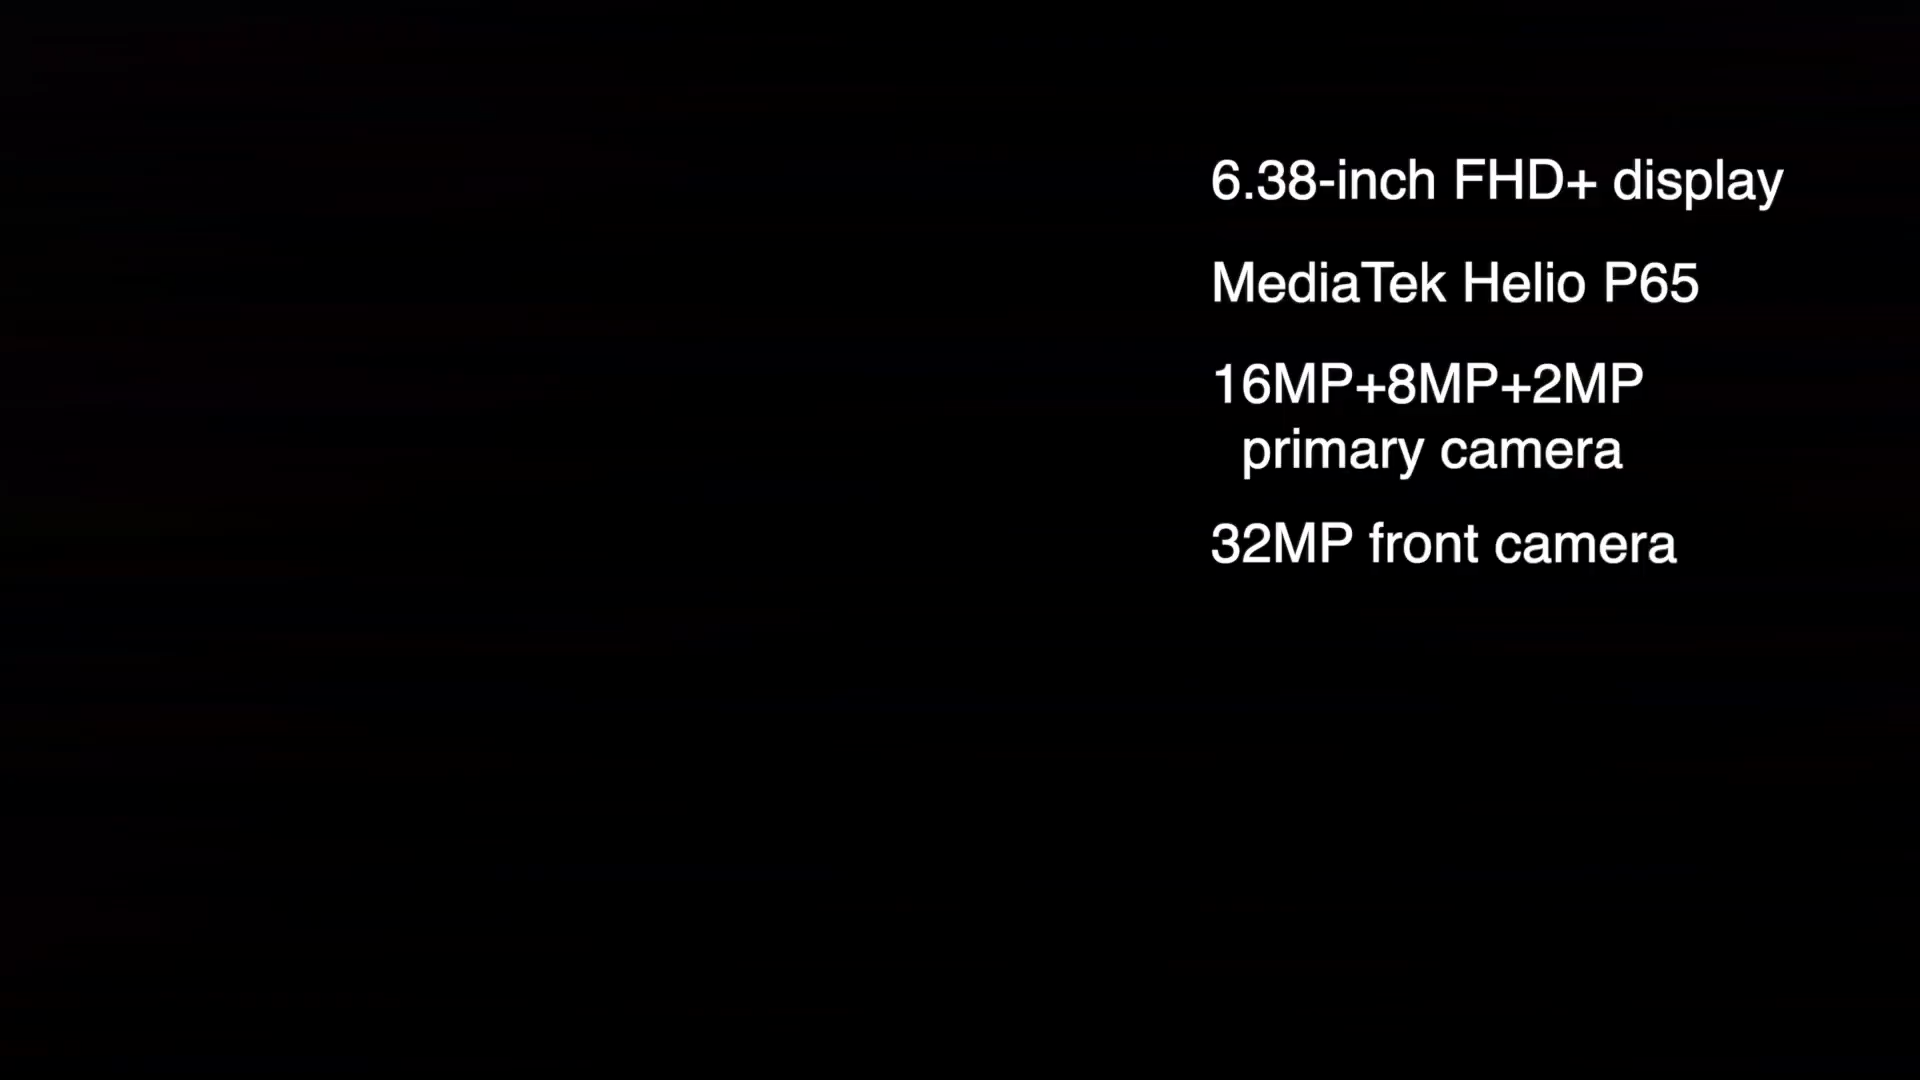 6.38-inch FHD+ display
MediaTek Helio P65
16MP+8MP+2MP
primary camera
32MP front camera